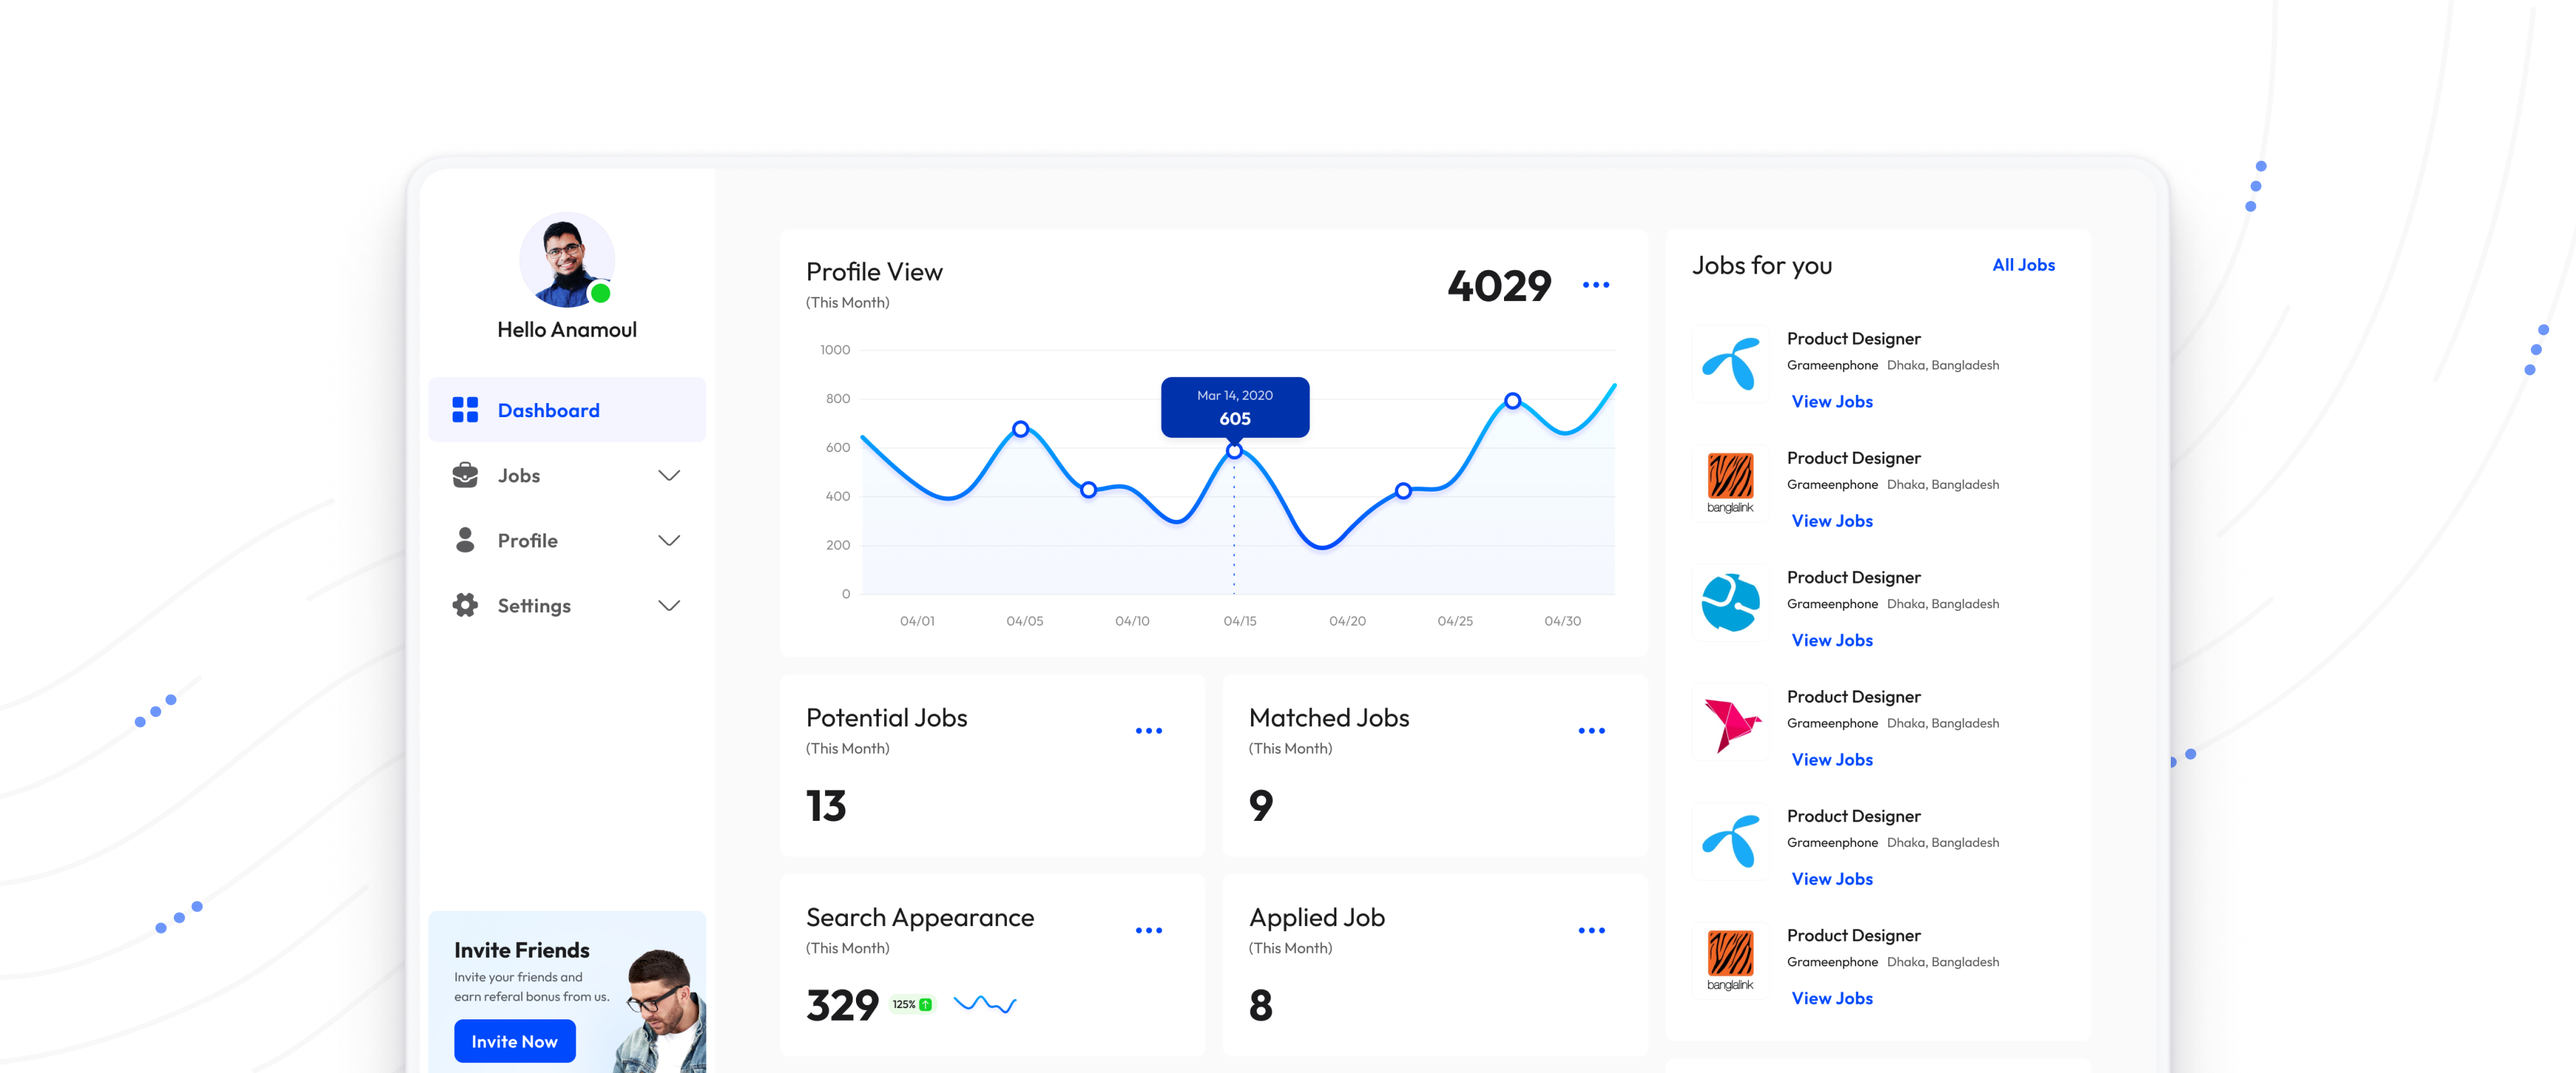 Hello Anamoul
Dashboard
Jobs
Profile
Settings
Invite Friends
Invite your friends and
earn referal bonus from us.
Invite Now
Profile View
(This Month)
4029
1000
800
600
400
200
0
Mar 14, 2020
605
04/01 04/05 04/10 04/15 04/20 04/25 04/30
Potential Jobs
(This Month)
13
Matched Jobs
(This Month)
9
Search Appearance
(This Month)
329 125%
Applied Job
(This Month)
8
Jobs for you All Jobs
Product Designer
Grameenphone Dhaka, Bangladesh
View Jobs
banglalink
Product Designer
Grameenphone Dhaka, Bangladesh
View Jobs
Product Designer
Grameenphone Dhaka, Bangladesh
View Jobs
Product Designer
Grameenphone Dhaka, Bangladesh
View Jobs
Product Designer
Grameenphone Dhaka, Bangladesh
View Jobs
banglalink
Product Designer
Grameenphone Dhaka, Bangladesh
View Jobs